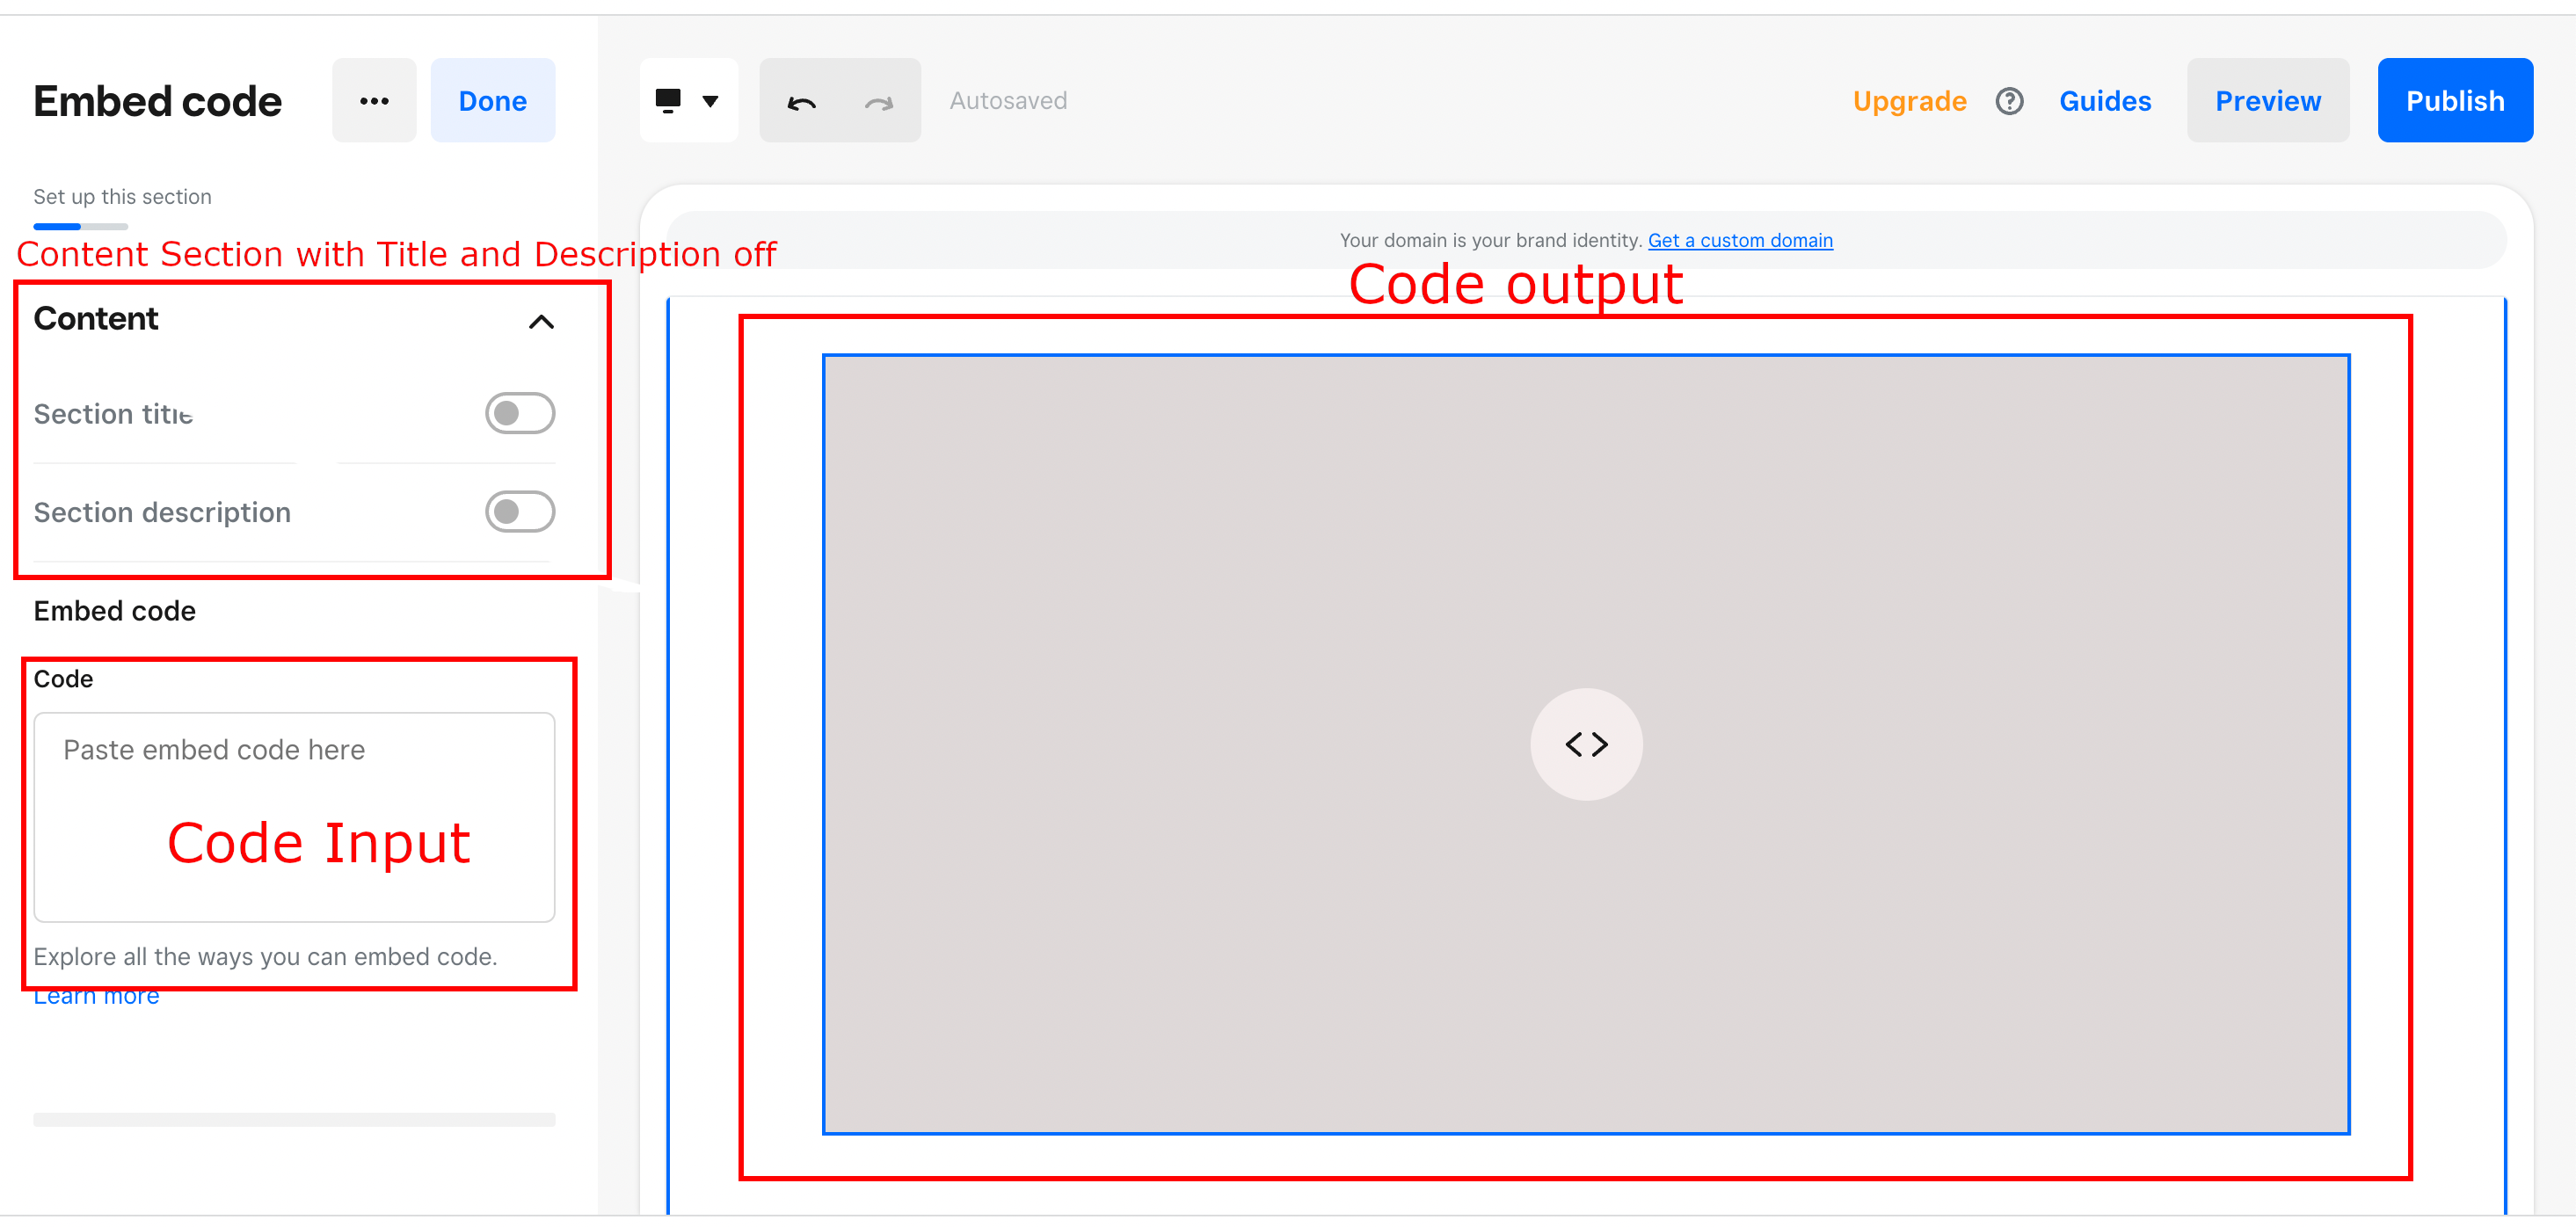 Embed code
Done
Autosaved
Upgrade
Guides
Preview
Publish
Set up this section
Content Section with Title and Description off
Your domain is your brand identity. Get a custom domain
Code output
Content
Section title
Section description
Embed code
Code
Paste embed code here
Code Input
Explore all the ways you can embed code.
Learn more